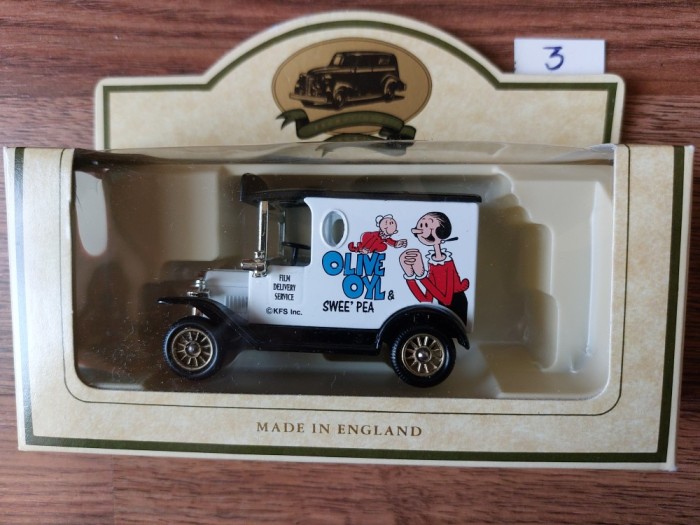 3
OLIVE
OYL &
SWEE' PEA
FILM
DELIVERY
SERVICE
©KFS Inc.
MADE IN ENGLAND